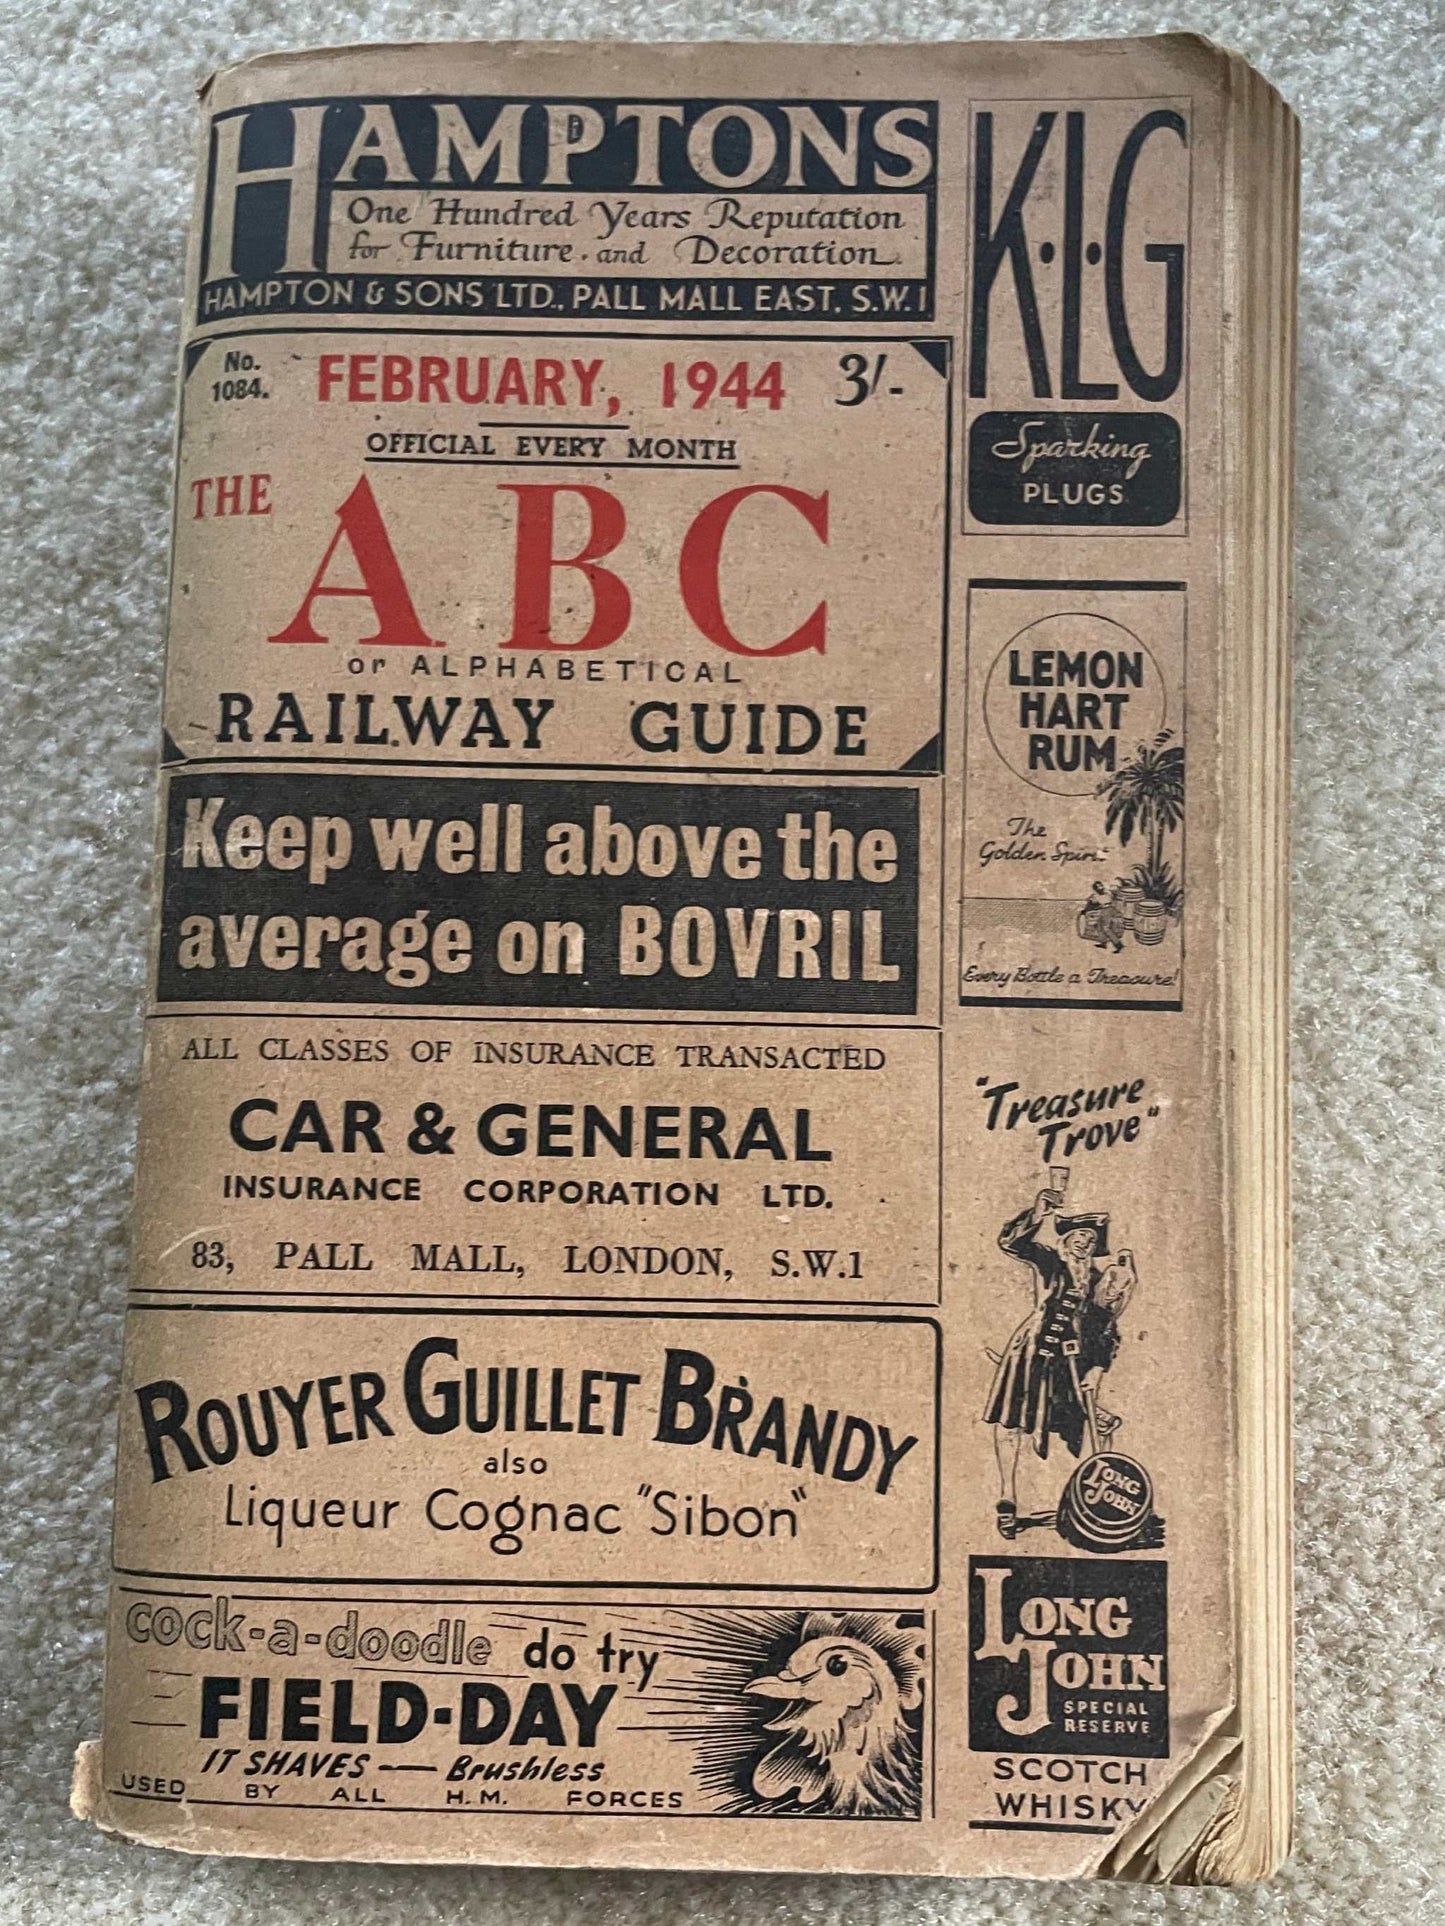 HAMPTONS
One Hundred Years Reputation
for Furniture and Decoration
HAMPTON & SONS LTD., PALL MALL EAST, S.W.1
No.
1084.
FEBRUARY, 1944
3/-
OFFICIAL EVERY MONTH
THE
ABC
or ALPHABETICAL
RAILWAY GUIDE
Keep well above the
average on BOVRIL
ALL CLASSES OF INSURANCE TRANSACTED
CAR & GENERAL
INSURANCE CORPORATION LTD.
83, PALL MALL, LONDON, S.W.1
ROUYER GUILLET BRANDY
also
Liqueur Cognac "Sibon"
cock-a-doodle do try
FIELD-DAY
IT SHAVES — Brushless
USED BY ALL H.M. FORCES
K·L·G
Sparking
PLUGS
LEMON
HART
RUM
The
Golden Spirit
Every Bottle a Treasure!
"Treasure
Trove"
LONG
JOHN
LONG
JOHN
SPECIAL
RESERVE
SCOTCH
WHISKY